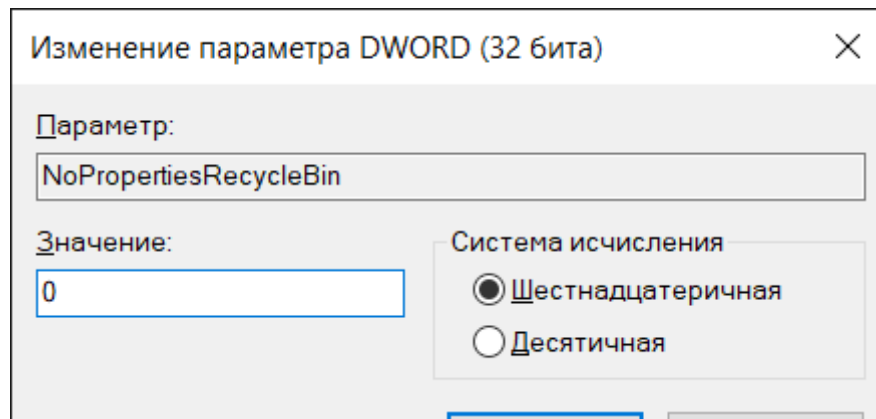 Изменение параметра DWORD (32 бита)
Параметр:
NoPropertiesRecycleBin
Значение:
0
Система исчисления
Шестнадцатеричная
Десятичная